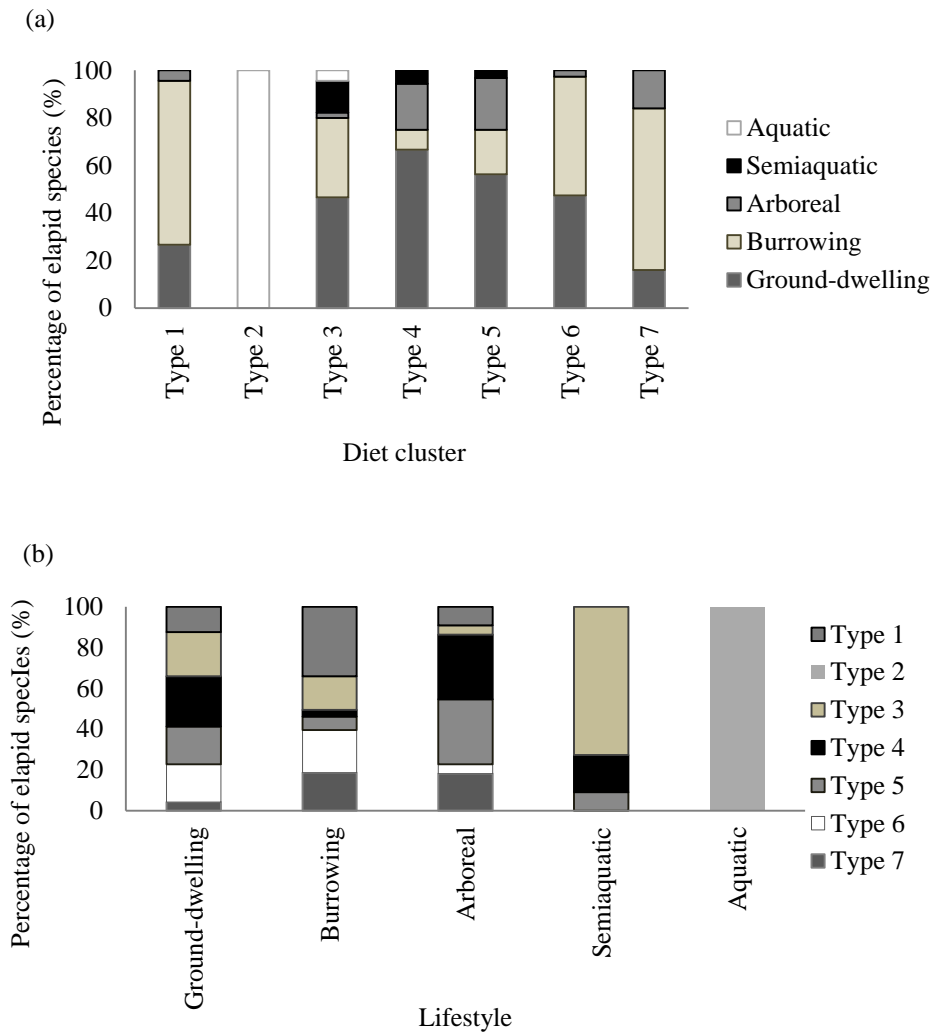 (a)
Percentage of elapid species (%)
100
80
60
40
20
0
Type 1
Type 2
Type 3
Type 4
Type 5
Type 6
Type 7
Diet cluster
Aquatic
Semiaquatic
Arboreal
Burrowing
Ground-dwelling
(b)
Percentage of elapid specIes (%)
100
80
60
40
20
0
Ground-dwelling
Burrowing
Arboreal
Semiaquatic
Aquatic
Lifestyle
Type 1
Type 2
Type 3
Type 4
Type 5
Type 6
Type 7